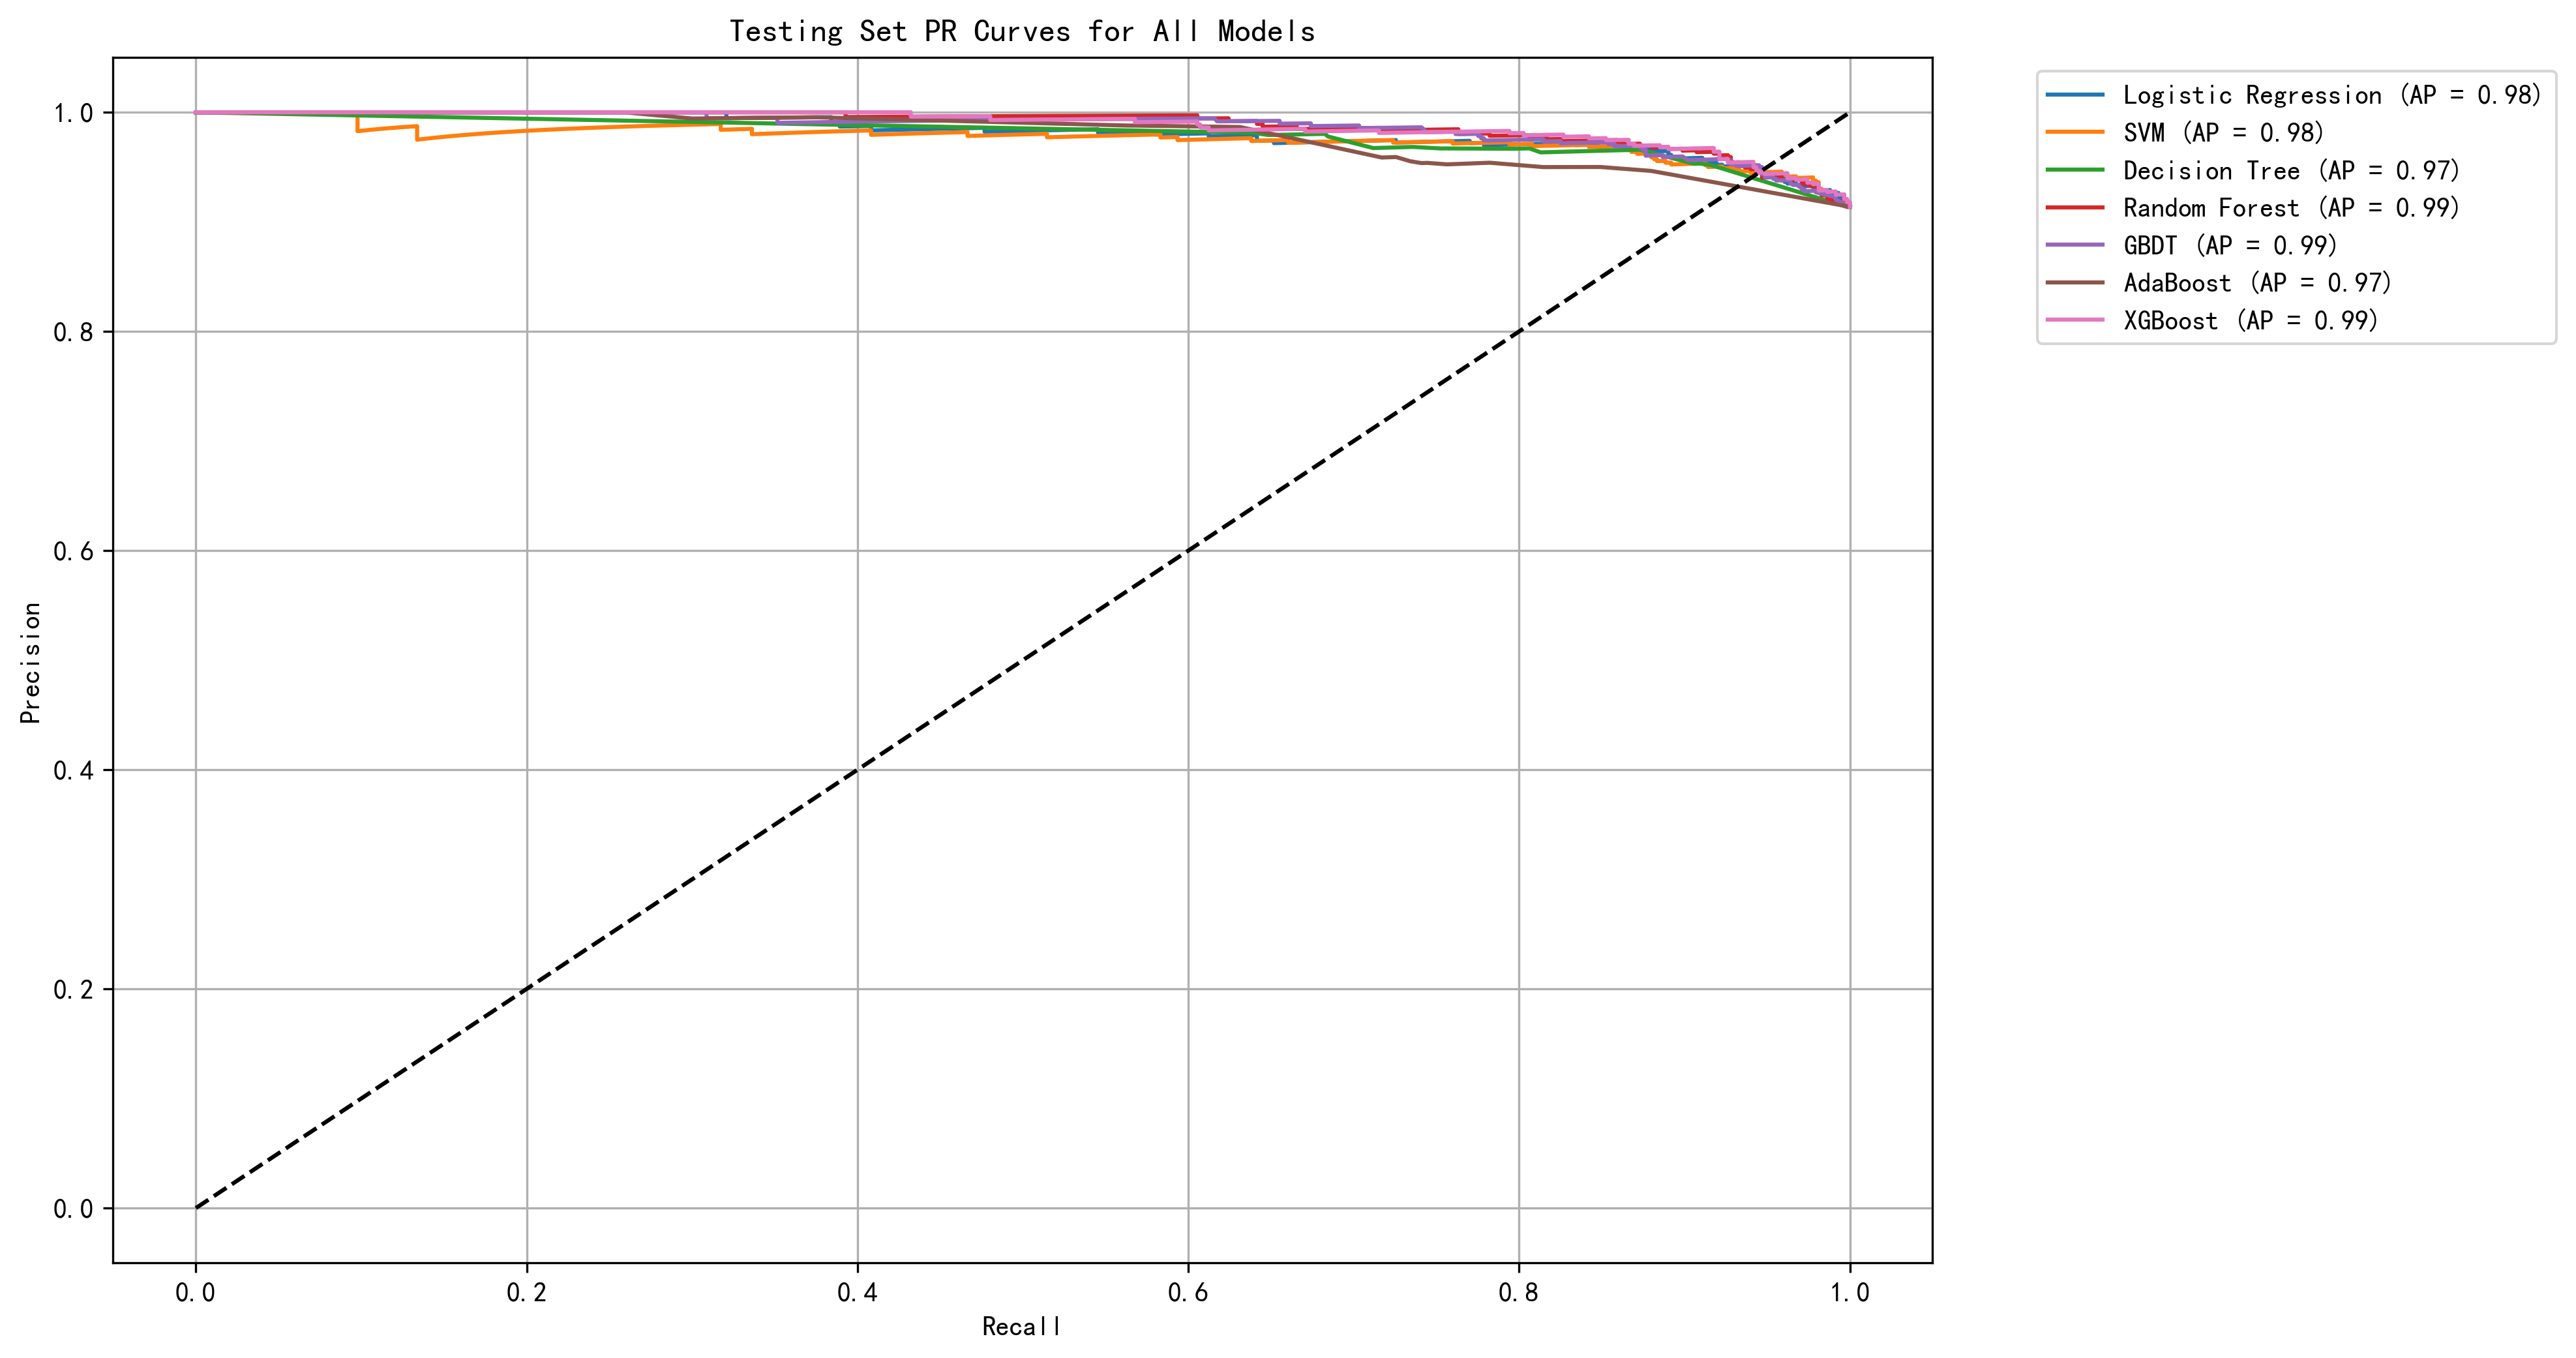 Testing Set PR Curves for All Models
1.0
0.8
0.6
0.4
0.2
0.0
Precision
0.0 0.2 0.4 0.6 0.8 1.0
Recall
Logistic Regression (AP = 0.98)
SVM (AP = 0.98)
Decision Tree (AP = 0.97)
Random Forest (AP = 0.99)
GBDT (AP = 0.99)
AdaBoost (AP = 0.97)
XGBoost (AP = 0.99)